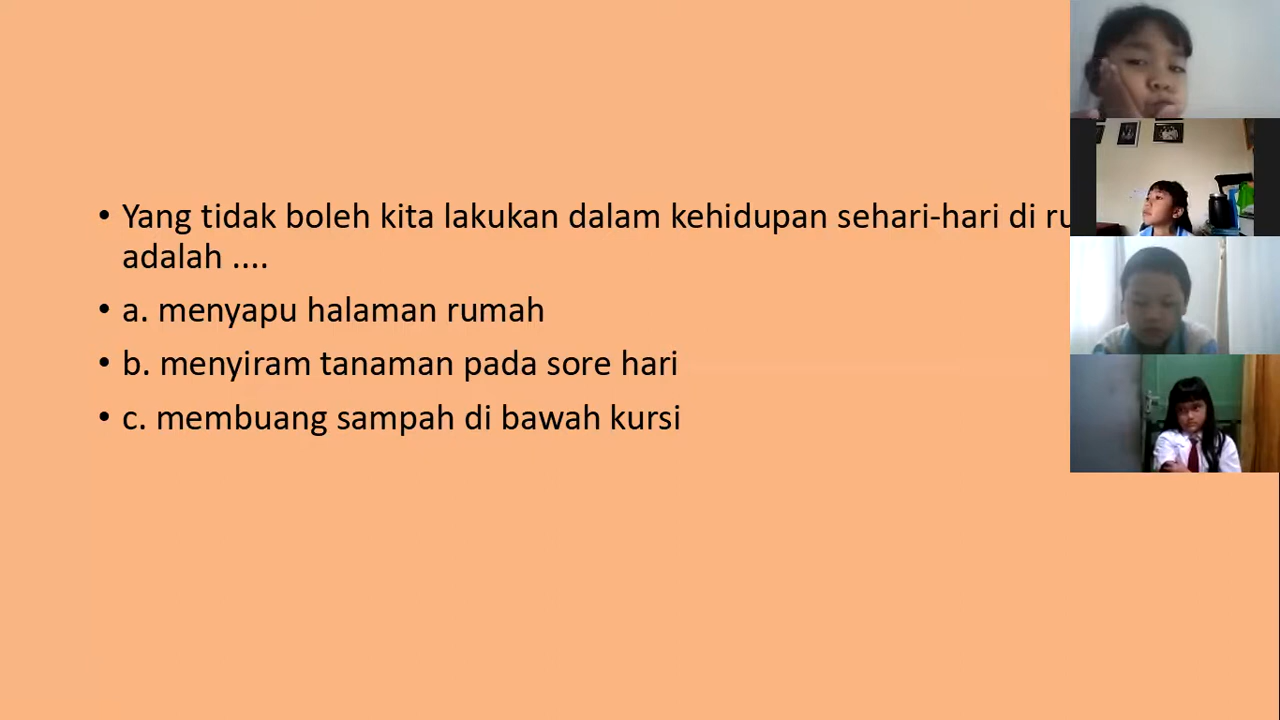 • Yang tidak boleh kita lakukan dalam kehidupan sehari-hari di
adalah ....
• a. menyapu halaman rumah
• b. menyiram tanaman pada sore hari
• c. membuang sampah di bawah kursi